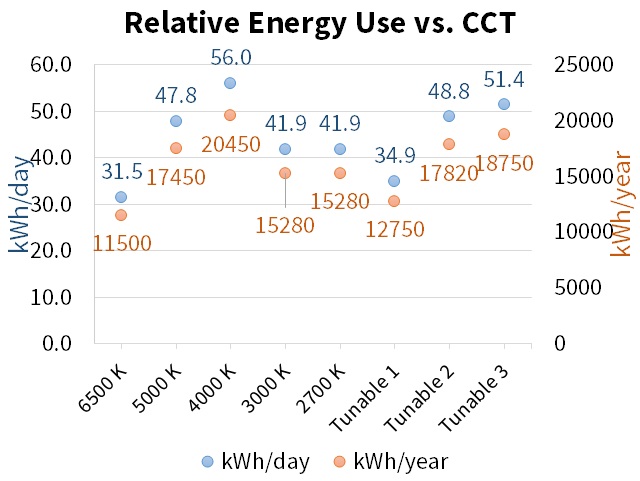 Relative Energy Use vs. CCT
60.0
50.0
40.0
30.0
20.0
10.0
0.0
kWh/day
31.5
47.8
56.0
41.9
41.9
34.9
48.8
51.4
11500
17450
20450
15280
15280
12750
17820
18750
25000
20000
15000
10000
5000
0
kWh/year
6500 K
5000 K
4000 K
3000 K
2700 K
Tunable 1
Tunable 2
Tunable 3
kWh/day
kWh/year